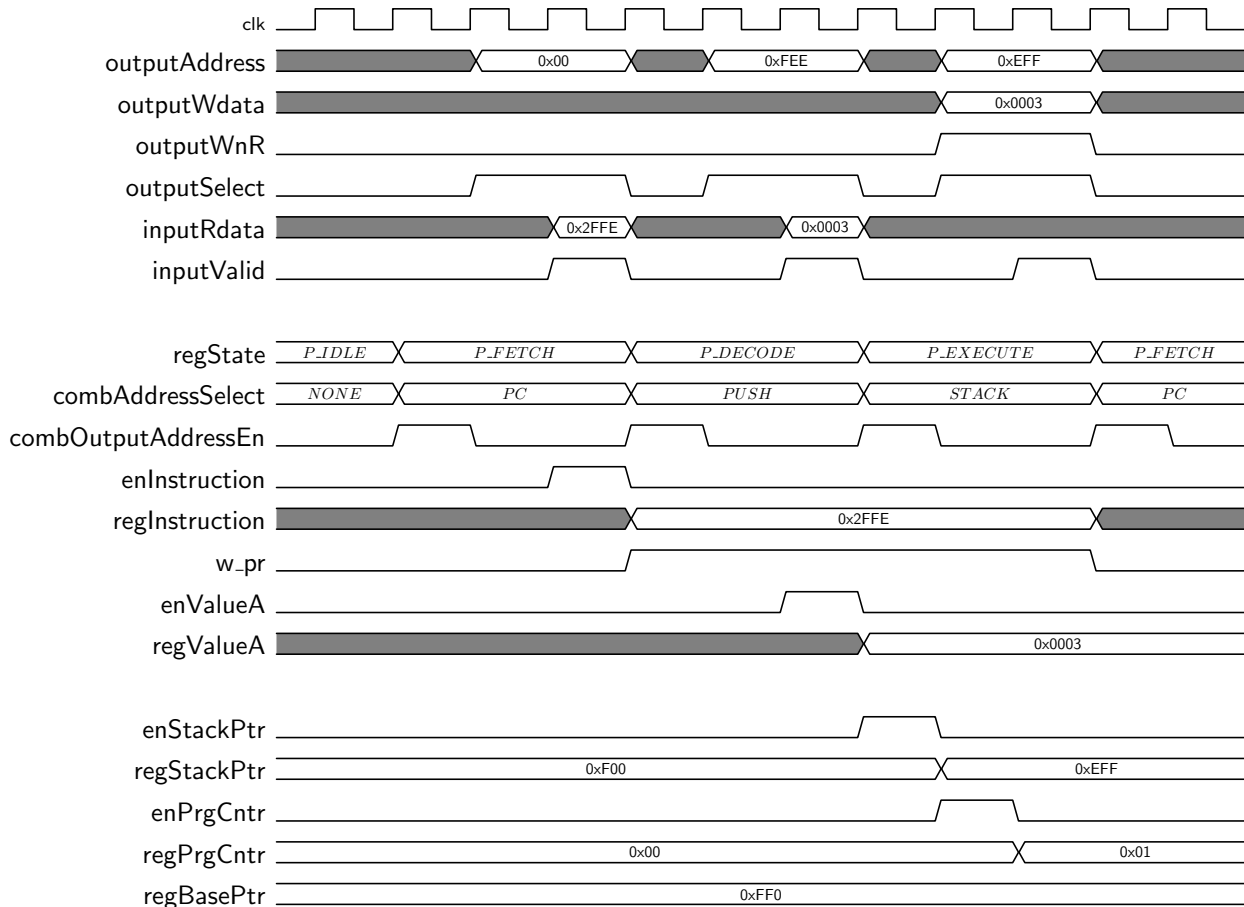 clk
outputAddress 0x00 0xFEE 0xEFF
outputWdata 0x0003
outputWnR
outputSelect
inputRdata 0x2FFE 0x0003
inputValid
regState P_IDLE P_FETCH P_DECODE P_EXECUTE P_FETCH
combAddressSelect NONE PC PUSH STACK PC
combOutputAddressEn
enInstruction
regInstruction 0x2FFE
w_pr
enValueA
regValueA 0x0003
enStackPtr
regStackPtr 0xF00 0xEFF
enPrgCntr
regPrgCntr 0x00 0x01
regBasePtr 0xFF0